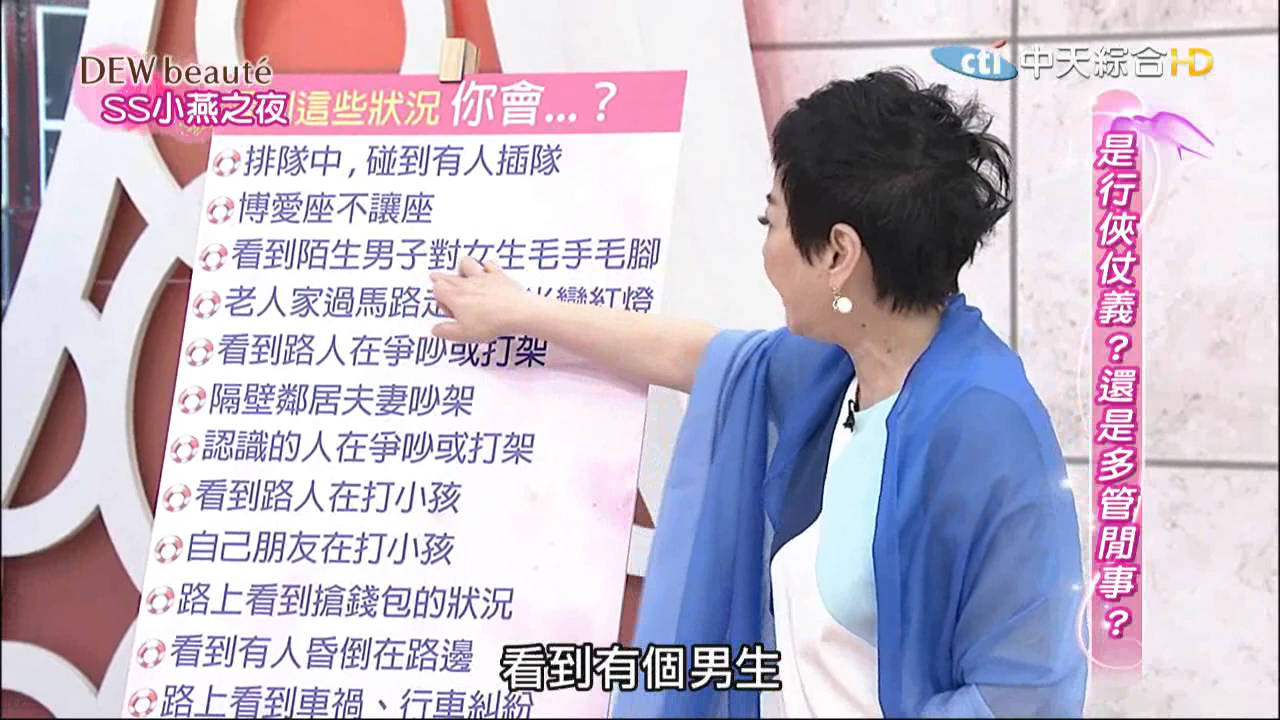 DEW beauté
SS小燕之夜
cti 中天綜合HD
這些狀況 你會...？
排隊中,碰到有人插隊
博愛座不讓座
看到陌生男子對女生毛手毛腳
老人家過馬路走 變紅燈
看到路人在爭吵或打架
隔壁鄰居夫妻吵架
認識的人在爭吵或打架
看到路人在打小孩
自己朋友在打小孩
路上看到搶錢包的狀況
看到有人昏倒在路邊
路上看到車禍、行車糾紛
是行俠仗義？還是多管閒事？
看到有個男生